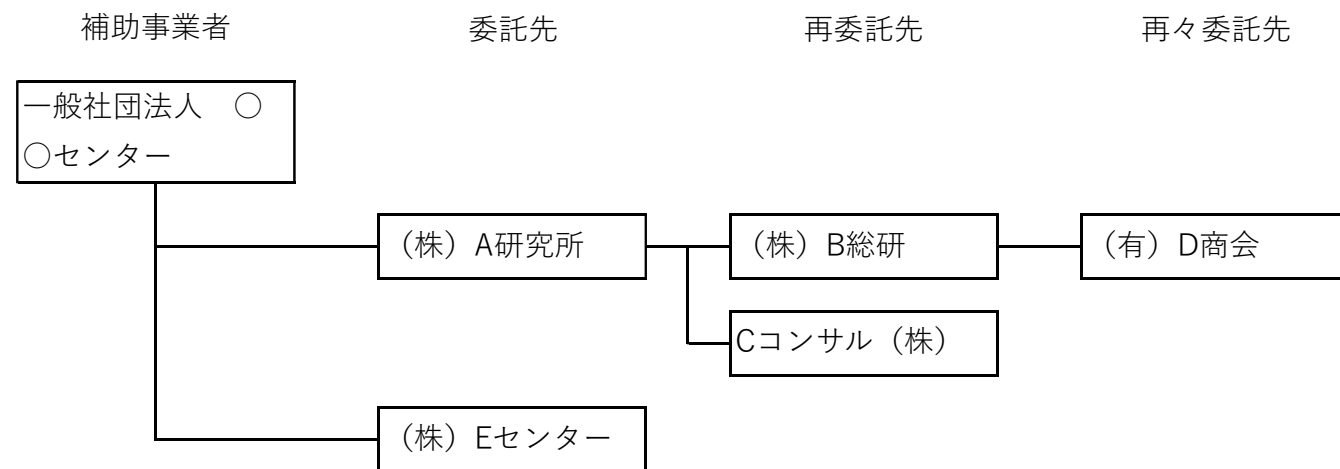 補助事業者
委託先
再委託先
再々委託先
一般社団法人　○
○センター
（株）A研究所
（株）B総研
（有）D商会
Cコンサル（株）
（株）Eセンター